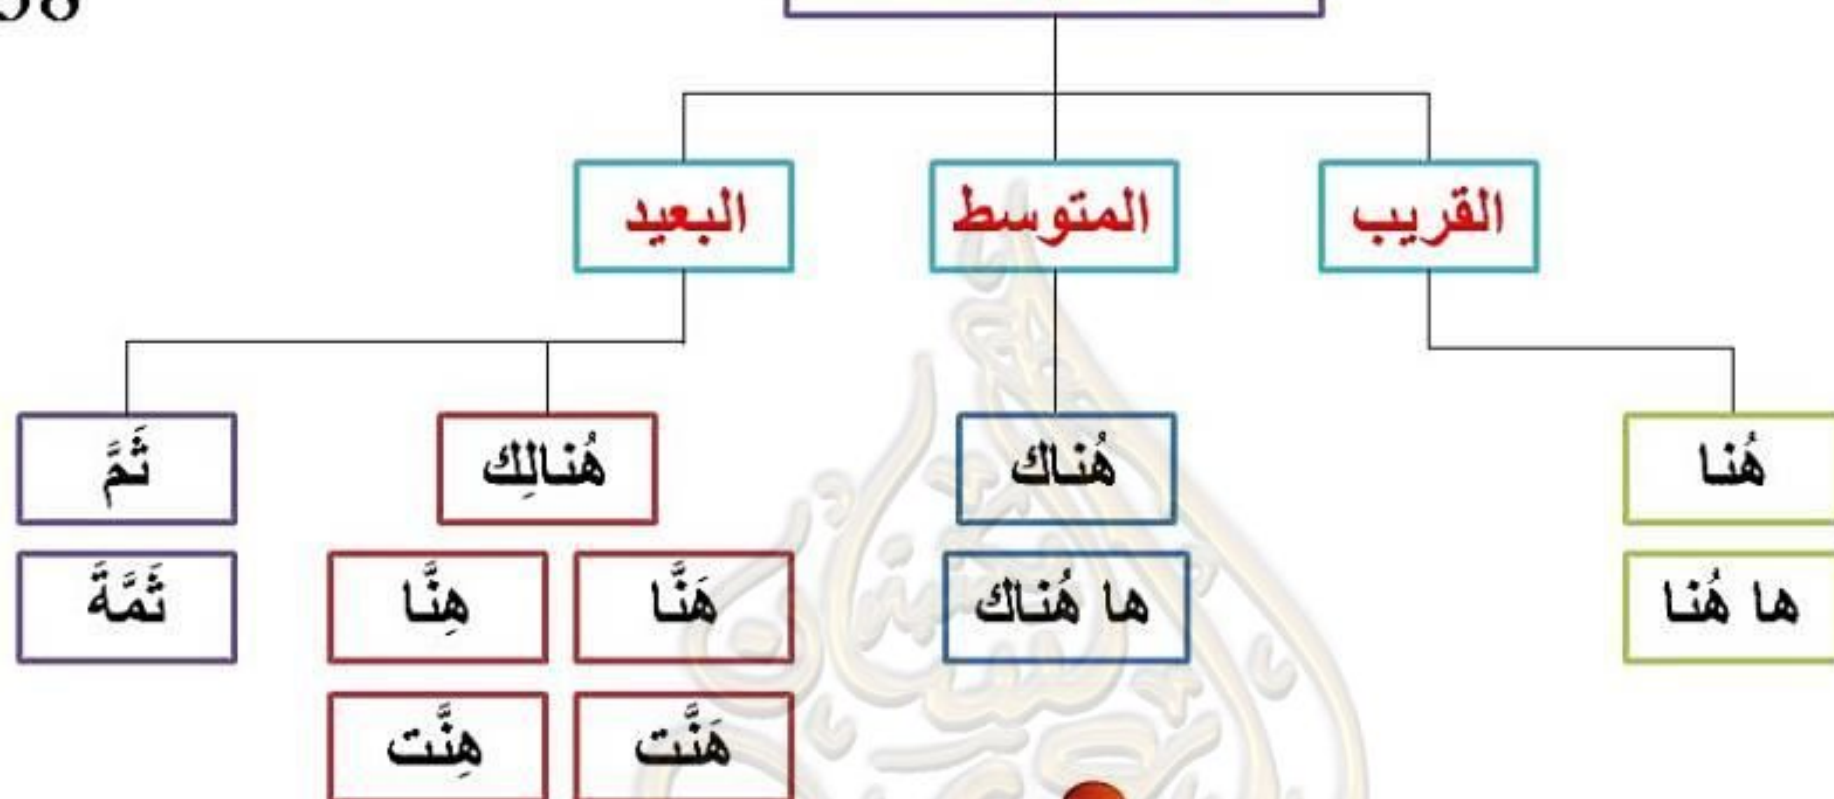 القريب المتوسط البعيد
هُنا هُناك هُنالِك ثَمَّ
ها هُنا ها هُناك هَنَّا هِنَّا ثَمَّةَ
هَنَّت هِنَّت